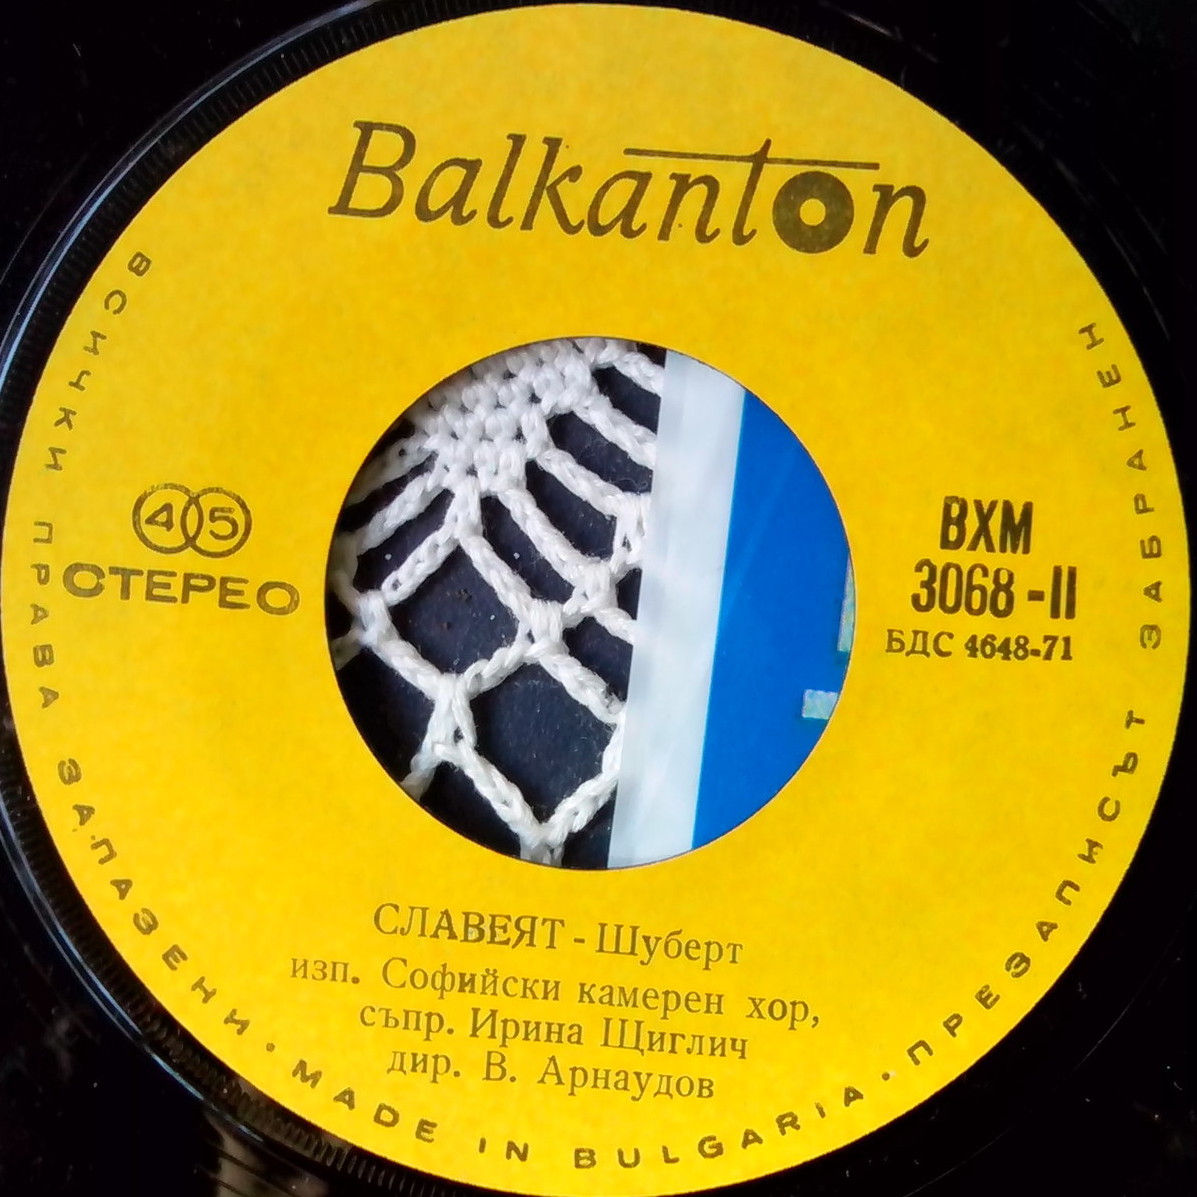 Balkanton
45
СТЕРЕО
ВХМ
3068-II
БДС 4648-71
СЛАВЕЯТ - Шуберт
изп. Софийски камерен хор,
съпр. Ирина Щиглич
дир. В. Арнаудов
ВСИЧКИ ПРАВА ЗАПАЗЕНИ • MADE IN BULGARIA • ПРЕЗАПИСЪТ ЗАБРАНЕН